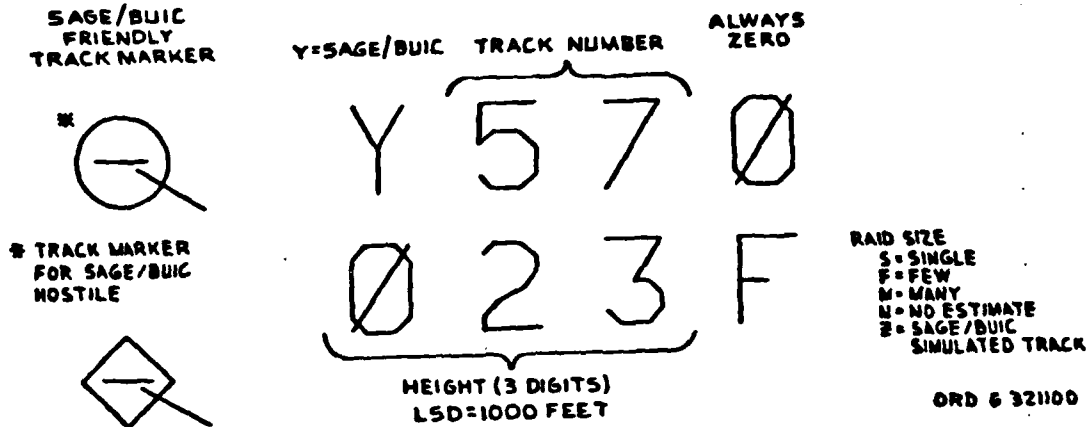 SAGE/BUIC
FRIENDLY
TRACK MARKER
Y=SAGE/BUIC
TRACK NUMBER
ALWAYS
ZERO
*
Y 5 7 0
* TRACK MARKER
FOR SAGE/BUIC
HOSTILE
0 2 3 F
RAID SIZE
S=SINGLE
F=FEW
M=MANY
N=NO ESTIMATE
Z=SAGE/BUIC
SIMULATED TRACK
HEIGHT (3 DIGITS)
LSD=1000 FEET
ORD G 321100